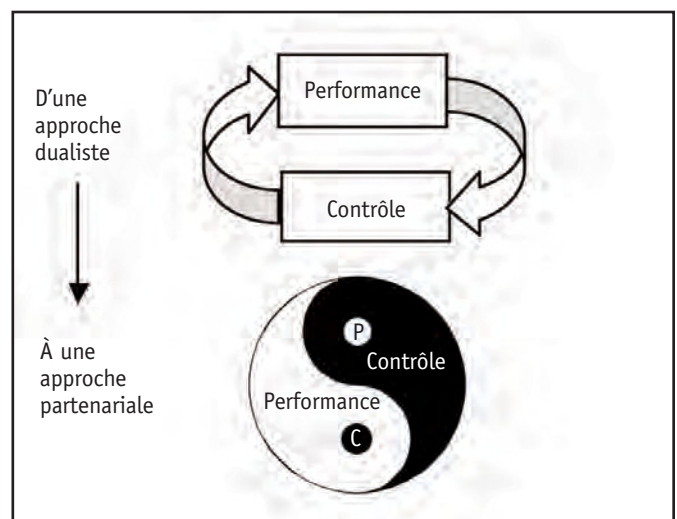 Performance
D'une
approche
dualiste
Contrôle
P
À une
approche
partenariale
Contrôle
Performance
C